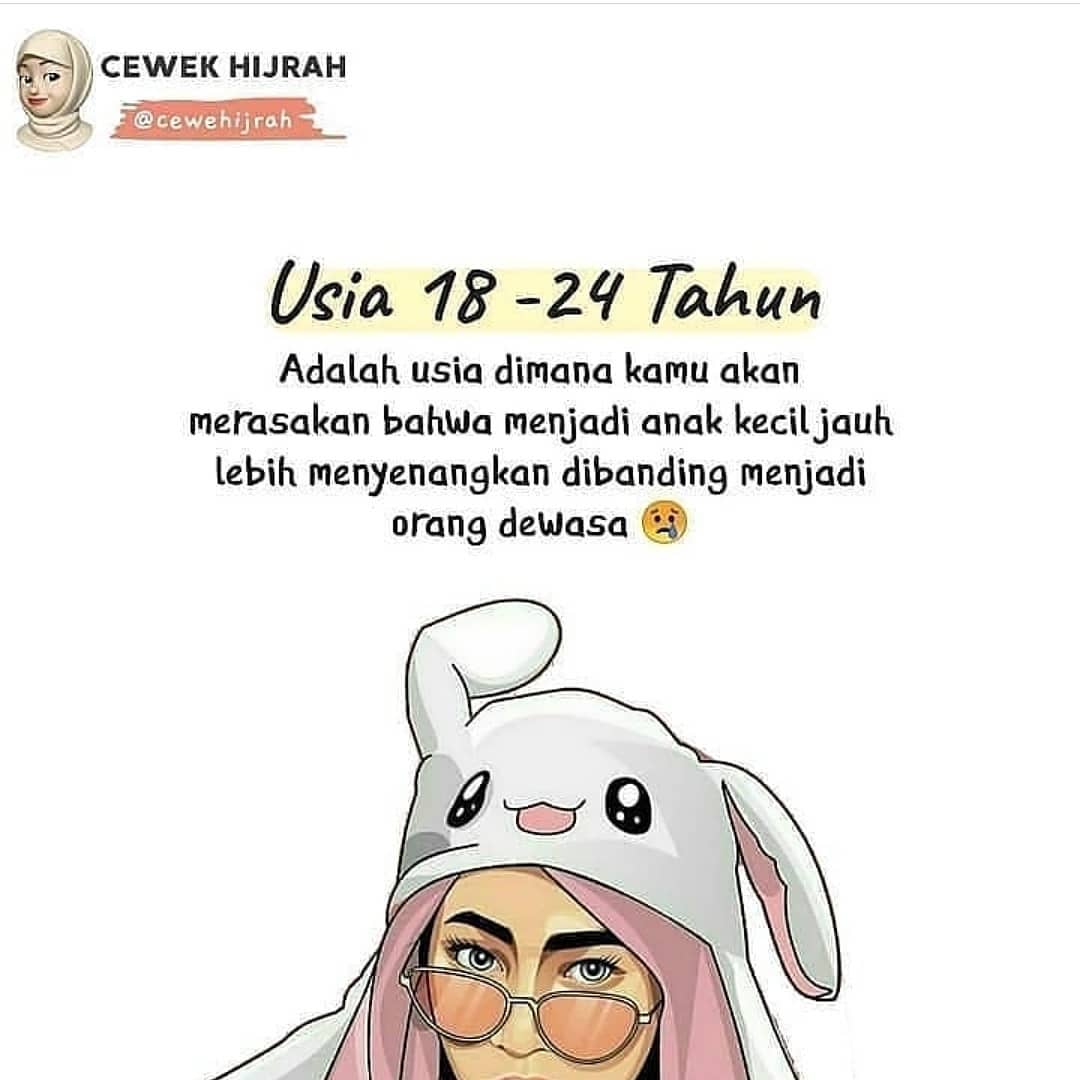 CEWEK HIJRAH
@cewehijrah
Usia 18 -24 Tahun
Adalah usia dimana kamu akan
merasakan bahwa menjadi anak kecil jauh
lebih menyenangkan dibanding menjadi
orang dewasa 😢